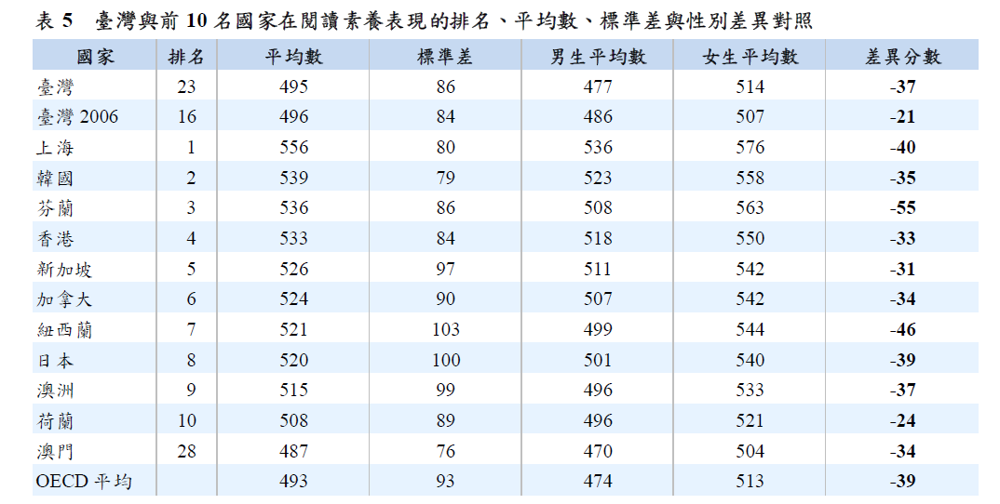 表 5 臺灣與前 10 名國家在閱讀素養表現的排名、平均數、標準差與性別差異對照
國家 排名 平均數 標準差 男生平均數 女生平均數 差異分數
臺灣 23 495 86 477 514 -37
臺灣 2006 16 496 84 486 507 -21
上海 1 556 80 536 576 -40
韓國 2 539 79 523 558 -35
芬蘭 3 536 86 508 563 -55
香港 4 533 84 518 550 -33
新加坡 5 526 97 511 542 -31
加拿大 6 524 90 507 542 -34
紐西蘭 7 521 103 499 544 -46
日本 8 520 100 501 540 -39
澳洲 9 515 99 496 533 -37
荷蘭 10 508 89 496 521 -24
澳門 28 487 76 470 504 -34
OECD 平均 493 93 474 513 -39